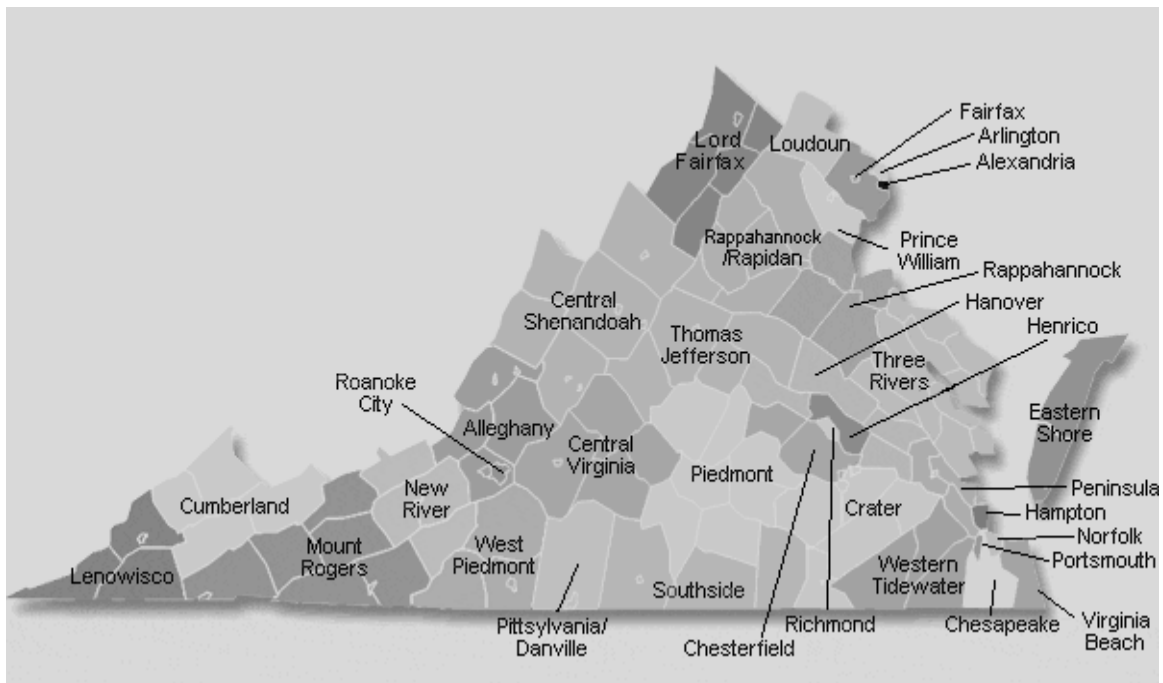 Fairfax
Arlington
Alexandria
Lord
Fairfax
Loudoun
Rappahannock
/Rapidan
Prince
William
Rappahannock
Hanover
Henrico
Central
Shenandoah
Thomas
Jefferson
Three
Rivers
Roanoke
City
Alleghany
Eastern
Shore
Central
Virginia
Piedmont
Cumberland
New
River
Crater
Peninsula
Hampton
Norfolk
Portsmouth
Mount
Rogers
West
Piedmont
Western
Tidewater
Lenowisco
Southside
Pittsylvania/
Danville
Chesterfield
Richmond
Chesapeake
Virginia
Beach